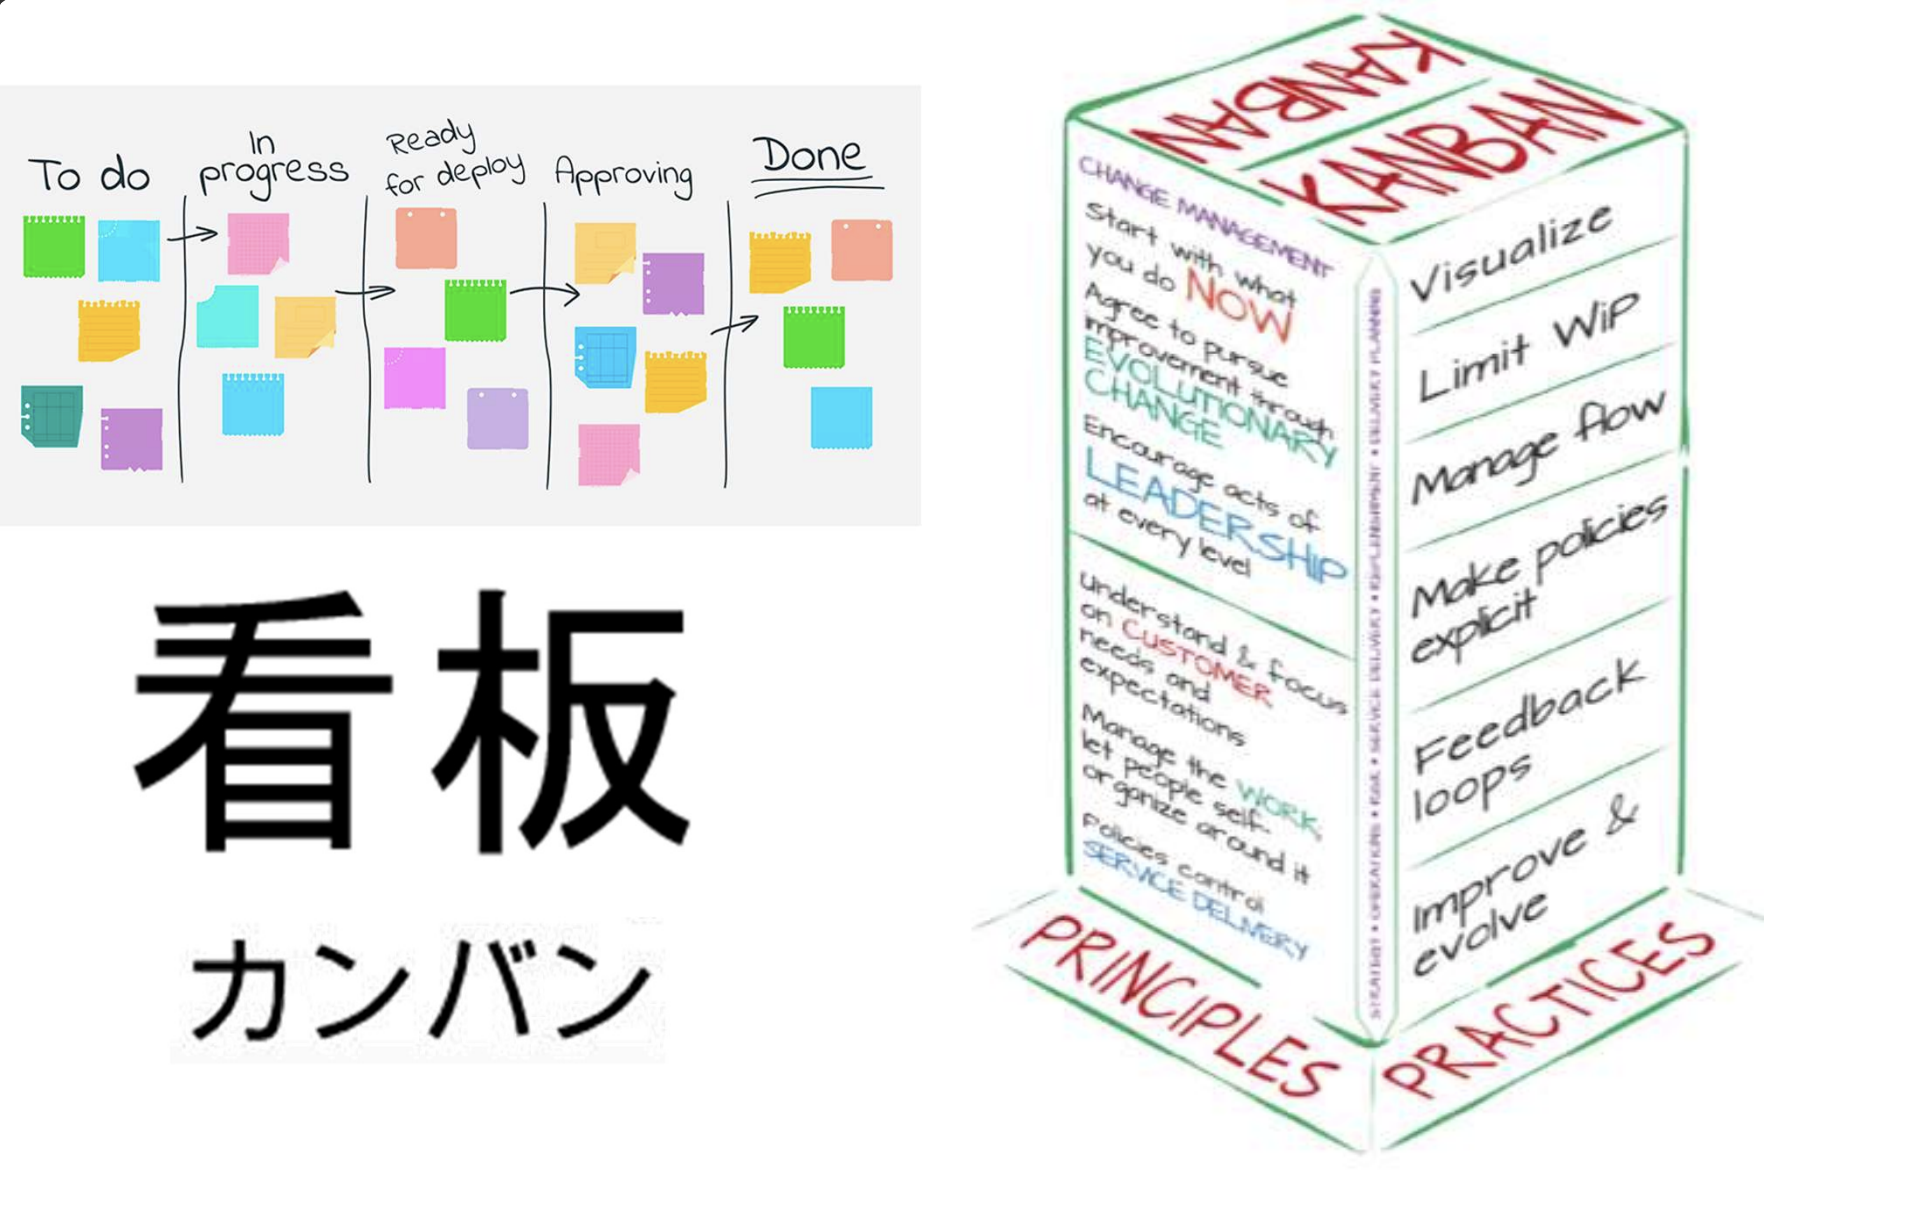 To do
In
progress
Ready
for deploy
Approving
Done
看板
カンバン
KANBAN
KANBAN
CHANGE MANAGEMENT
Start with what
you do NOW
Agree to pursue
improvement through
EVOLUTIONARY
CHANGE
Encourage acts of
LEADERSHIP
at every level
Understand & focus
on CUSTOMER
needs and
expectations
Manage the WORK,
let people self-
organize around it
Policies control
SERVICE DELIVERY
STRATEGY • OPERATIONS • RISK • SERVICE DELIVERY • REPLENISHMENT • DELIVERY PLANNING
Visualize
Limit WiP
Manage flow
Make policies
explicit
Feedback
loops
Improve &
evolve
PRINCIPLES
PRACTICES